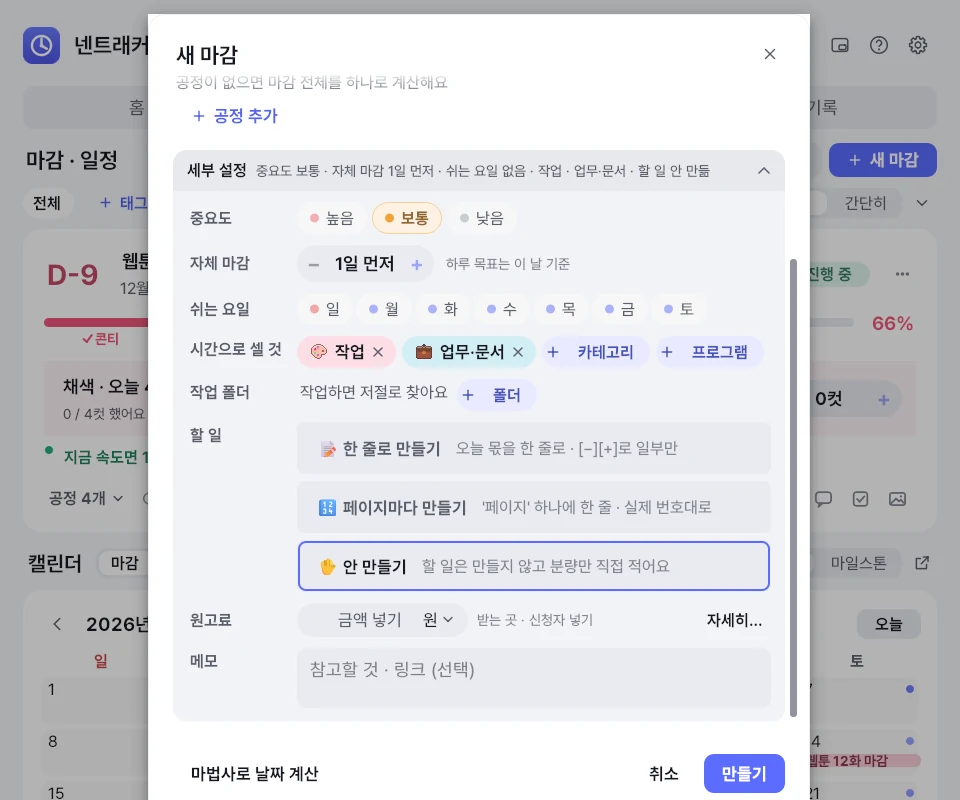 넨트래커
홈
기록
마감 · 일정
+ 새 마감
전체
+ 태그
간단히
D-9
웹툰
12월
진행 중
66%
✓콘티
채색 · 오늘 4
0 / 4컷 했어요
0컷
+
지금 속도면 1
공정 4개
캘린더
마감
마일스톤
2026년
오늘
일
토
1
7
8
4
웹툰 12화 마감
15
21
새 마감
공정이 없으면 마감 전체를 하나로 계산해요
+ 공정 추가
세부 설정 중요도 보통 · 자체 마감 1일 먼저 · 쉬는 요일 없음 · 작업 · 업무·문서 · 할 일 안 만듦
중요도 높음 보통 낮음
자체 마감 − 1일 먼저 + 하루 목표는 이 날 기준
쉬는 요일 일 월 화 수 목 금 토
시간으로 셀 것 작업 × 업무·문서 × + 카테고리 + 프로그램
작업 폴더 작업하면 저절로 찾아요 + 폴더
할 일 한 줄로 만들기 오늘 몫을 한 줄로 · [−][+]로 일부만
페이지마다 만들기 '페이지' 하나에 한 줄 · 실제 번호대로
안 만들기 할 일은 만들지 않고 분량만 직접 적어요
원고료 금액 넣기 원 받는 곳 · 신청자 넣기 자세히...
메모 참고할 것 · 링크 (선택)
마법사로 날짜 계산 취소 만들기